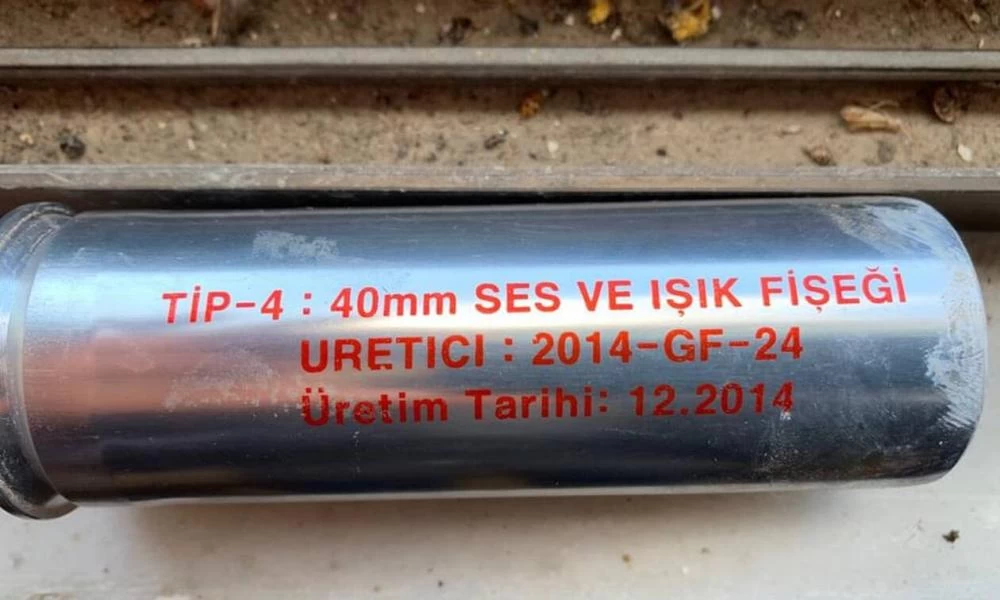 TİP-4 : 40mm SES VE IŞIK FİŞEĞİ
URETICI : 2014-GF-24
Üretim Tarihi: 12.2014